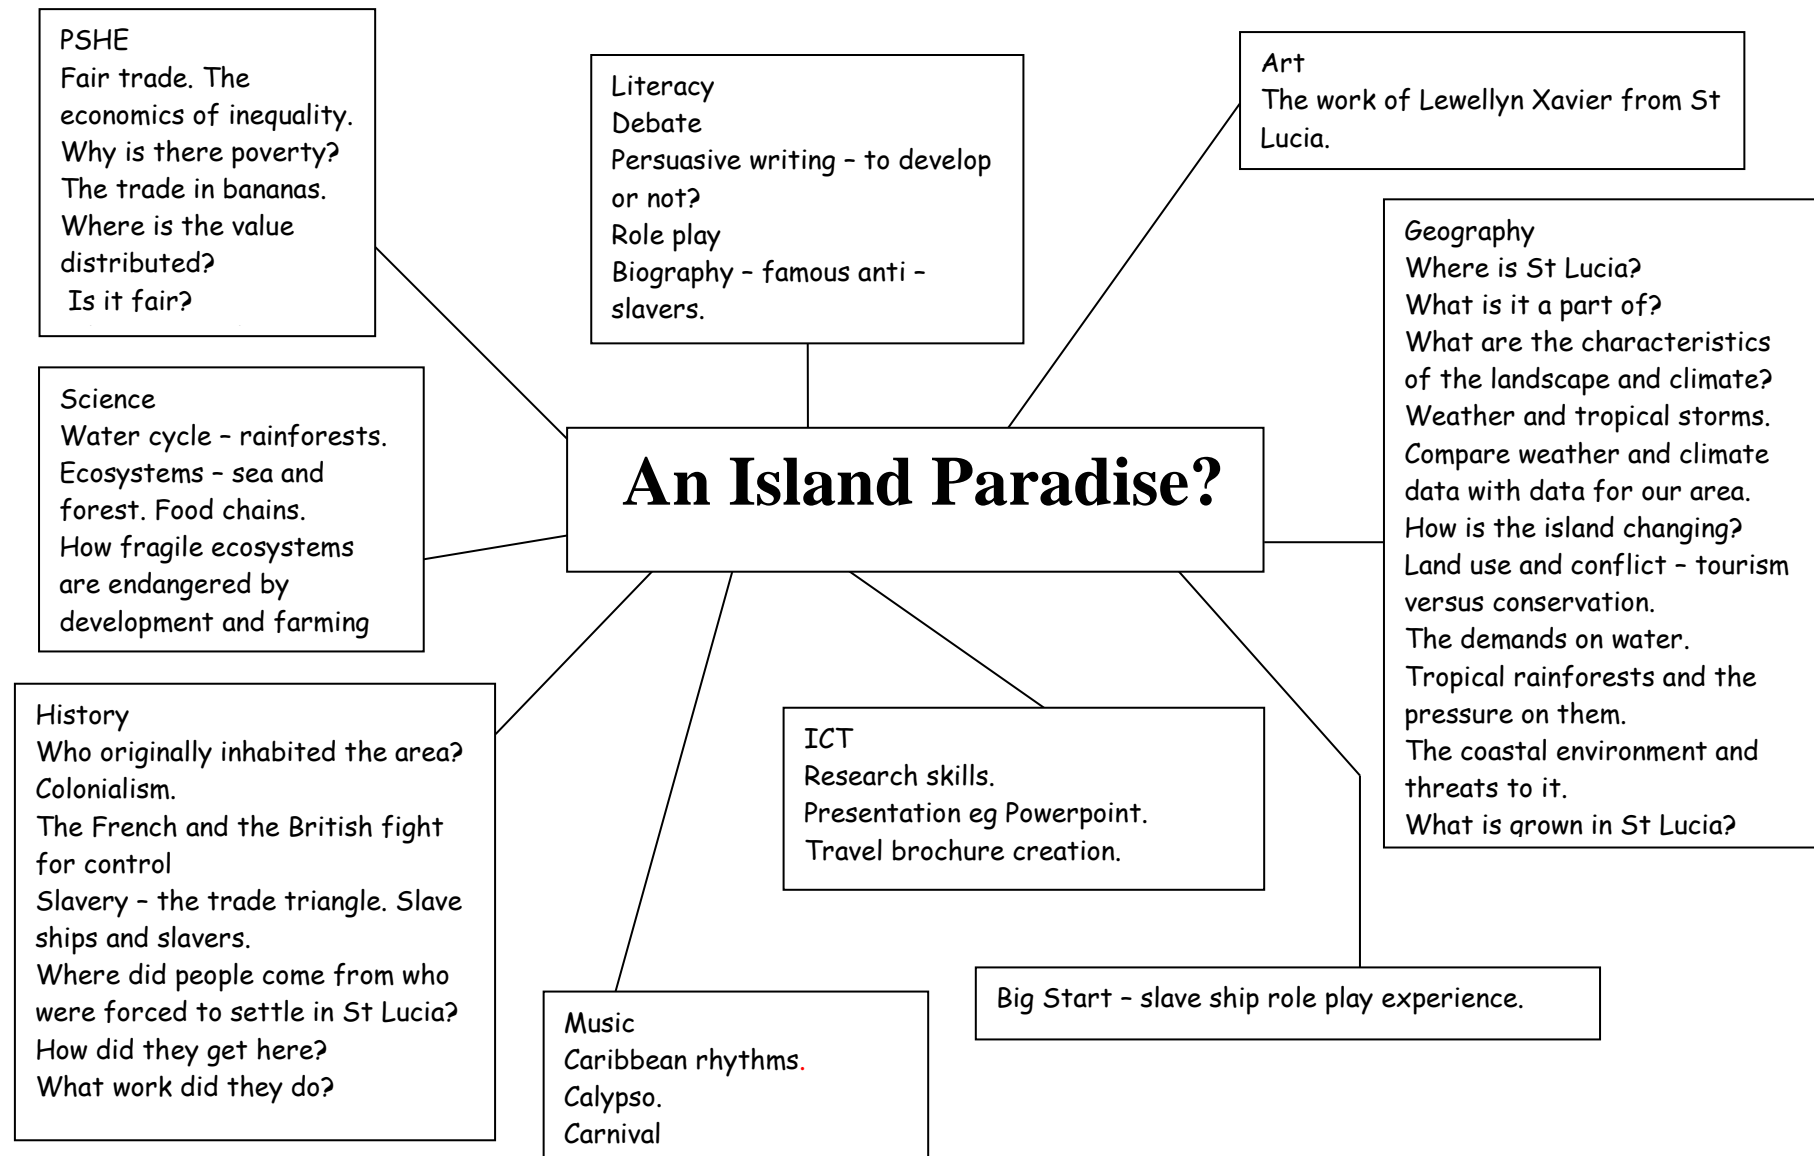 PSHE
Fair trade. The
economics of inequality.
Why is there poverty?
The trade in bananas.
Where is the value
distributed?
Is it fair?
Literacy
Debate
Persuasive writing – to develop
or not?
Role play
Biography – famous anti –
slavers.
Art
The work of Lewellyn Xavier from St
Lucia.
Geography
Where is St Lucia?
What is it a part of?
What are the characteristics
of the landscape and climate?
Weather and tropical storms.
Compare weather and climate
data with data for our area.
How is the island changing?
Land use and conflict – tourism
versus conservation.
The demands on water.
Tropical rainforests and the
pressure on them.
The coastal environment and
threats to it.
What is grown in St Lucia?
Science
Water cycle – rainforests.
Ecosystems – sea and
forest. Food chains.
How fragile ecosystems
are endangered by
development and farming
An Island Paradise?
History
Who originally inhabited the area?
Colonialism.
The French and the British fight
for control
Slavery – the trade triangle. Slave
ships and slavers.
Where did people come from who
were forced to settle in St Lucia?
How did they get here?
What work did they do?
ICT
Research skills.
Presentation eg Powerpoint.
Travel brochure creation.
Big Start – slave ship role play experience.
Music
Caribbean rhythms.
Calypso.
Carnival